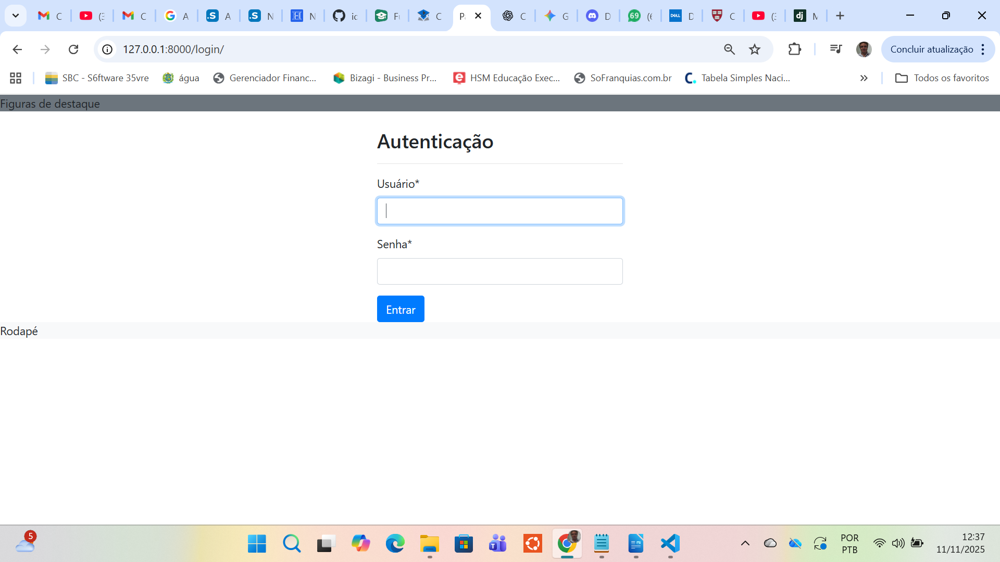 127.0.0.1:8000/login/
Concluir atualização
SBC - S6ftware 35vre
água
Gerenciador Financ...
Bizagi - Business Pr...
HSM Educação Exec...
SoFranquias.com.br
Tabela Simples Naci...
Todos os favoritos
Figuras de destaque
Autenticação
Usuário*
Senha*
Entrar
Rodapé
5
POR
PTB
12:37
11/11/2025